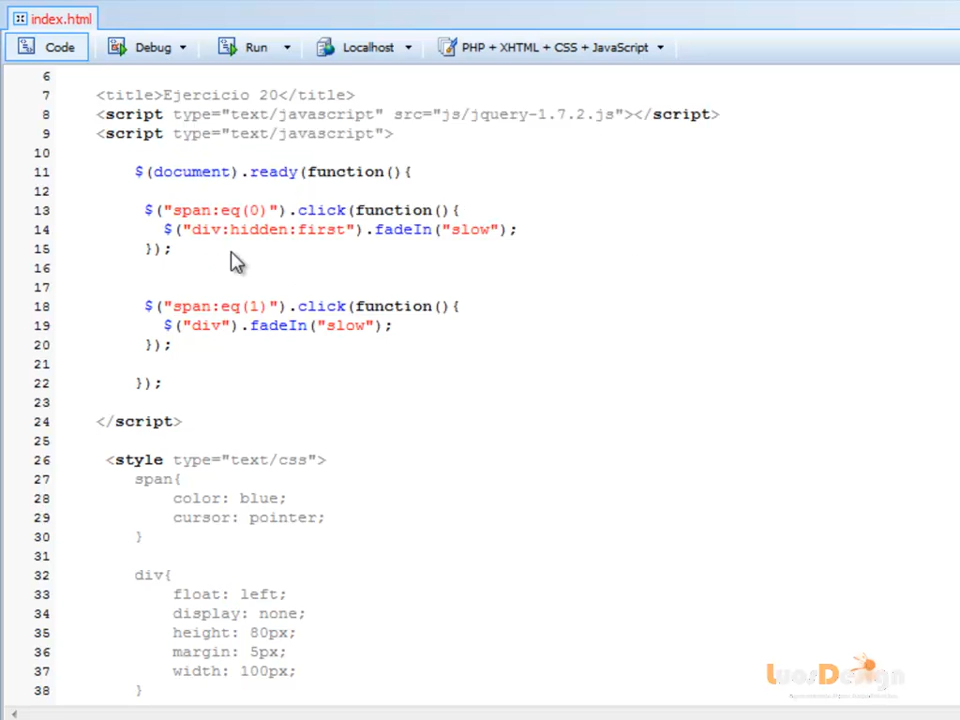 index.html
Code Debug Run Localhost PHP + XHTML + CSS + JavaScript
6
7 <title>Ejercicio 20</title>
8 <script type="text/javascript" src="js/jquery-1.7.2.js"></script>
9 <script type="text/javascript">
10
11 $(document).ready(function(){
12
13 $("span:eq(0)").click(function(){
14 $("div:hidden:first").fadeIn("slow");
15 });
16
17
18 $("span:eq(1)").click(function(){
19 $("div").fadeIn("slow");
20 });
21
22 });
23
24 </script>
25
26 <style type="text/css">
27 span{
28 color: blue;
29 cursor: pointer;
30 }
31
32 div{
33 float: left;
34 display: none;
35 height: 80px;
36 margin: 5px;
37 width: 100px;
38 }
LuosDesign